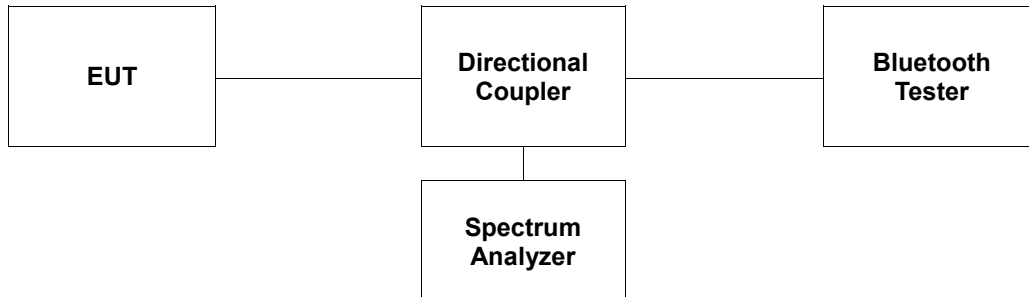 EUT
Directional
Coupler
Bluetooth
Tester
Spectrum
Analyzer